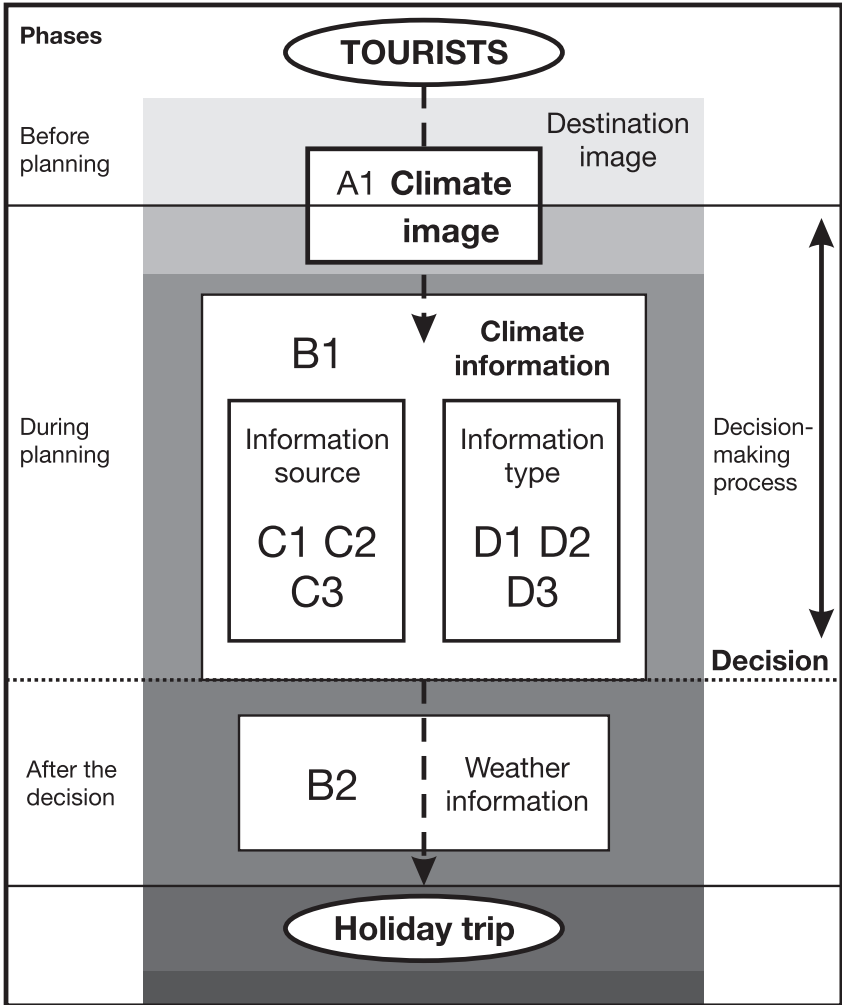 Phases
TOURISTS
Before
planning
Destination
image
A1 Climate
image
B1
Climate
information
During
planning
Information
source
C1 C2
C3
Information
type
D1 D2
D3
Decision-
making
process
Decision
After the
decision
B2
Weather
information
Holiday trip